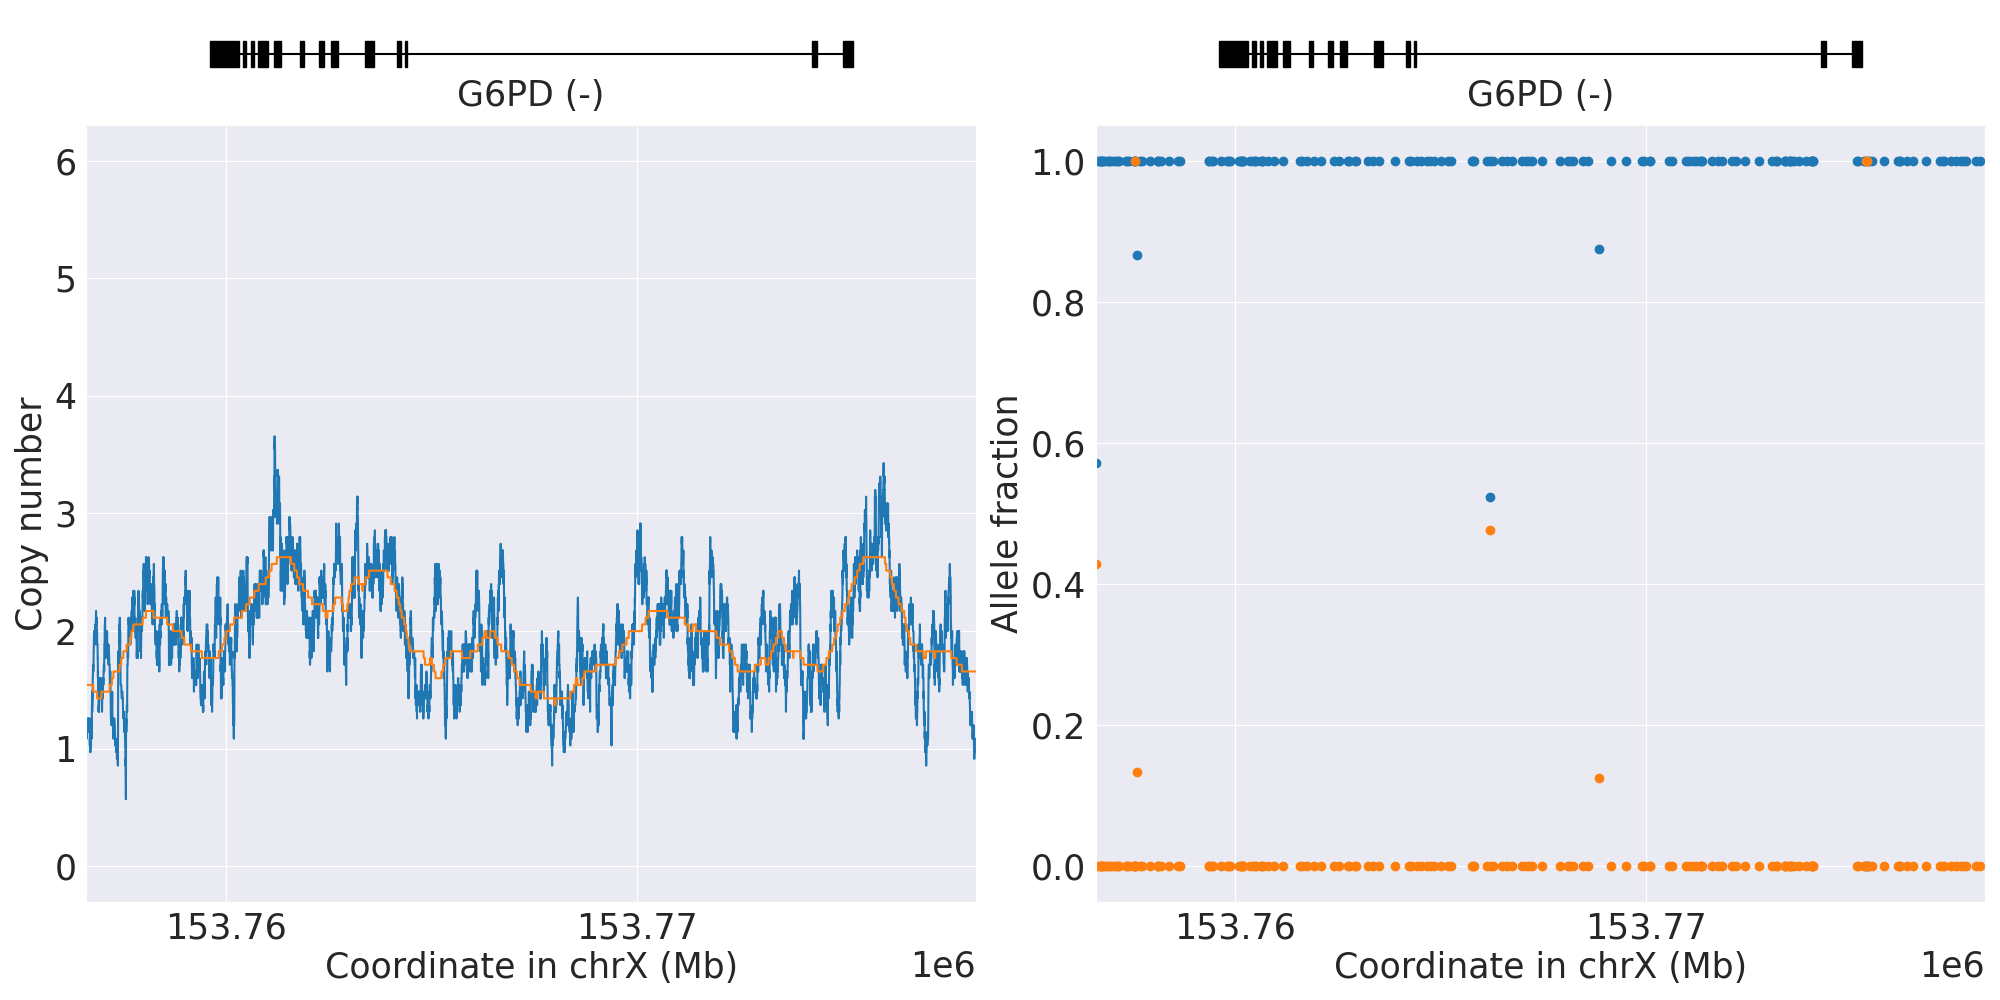 G6PD (-)
6
5
4
3
2
1
0
Copy number
153.76
153.77
Coordinate in chrX (Mb)
1e6
G6PD (-)
1.0
0.8
0.6
0.4
0.2
0.0
Allele fraction
153.76
153.77
Coordinate in chrX (Mb)
1e6